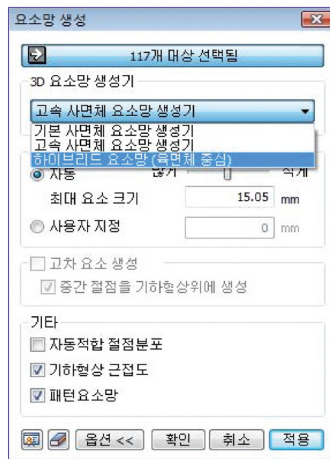 요소망 생성
117개 대상 선택됨
3D 요소망 생성기
고속 사면체 요소망 생성기
기본 사면체 요소망 생성기
고속 사면체 요소망 생성기
하이브리드 요소망 (육면체 중심)
자동
최대 요소 크기 15.05 mm
사용자 지정 0 mm
고차 요소 생성
중간 절점을 기하형상위에 생성
기타
자동적합 절점분포
기하형상 근접도
패턴요소망
옵션 << 확인 취소 적용